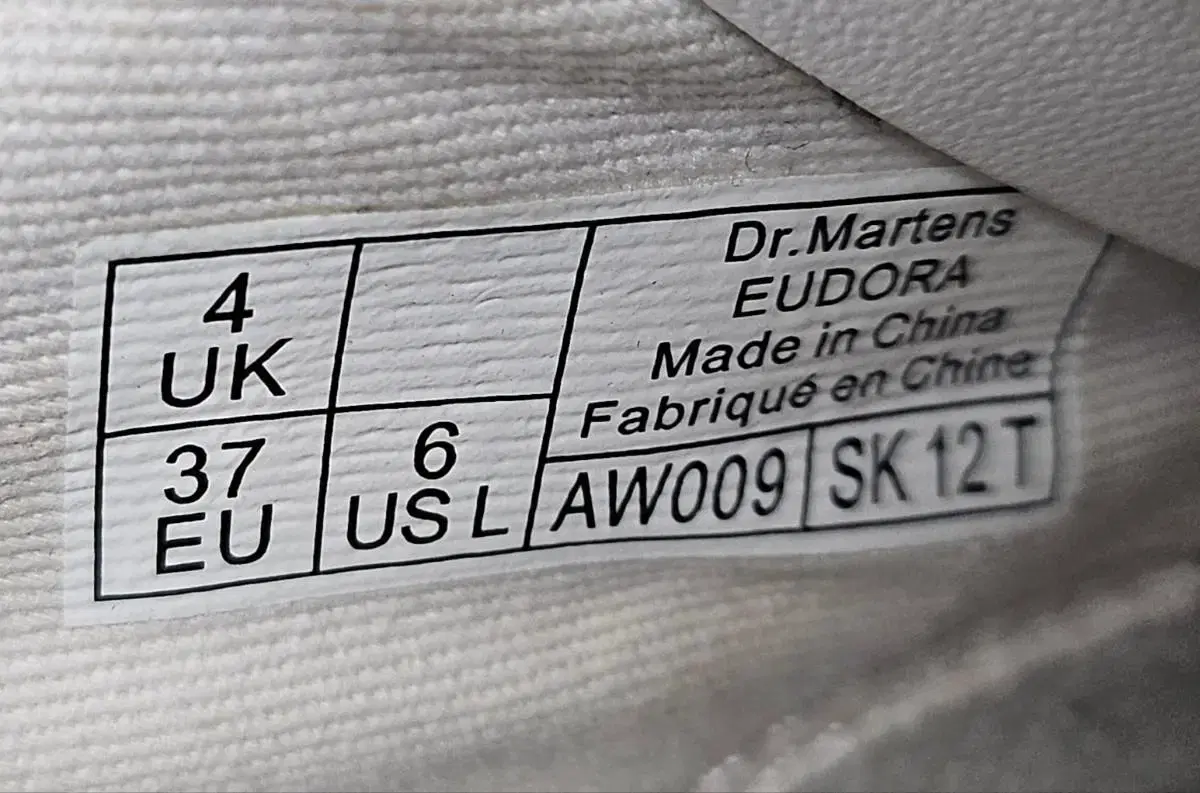 4
UK
37
EU
6
US L
Dr.Martens
EUDORA
Made in China
Fabriqué en Chine
AW009
SK 12 T